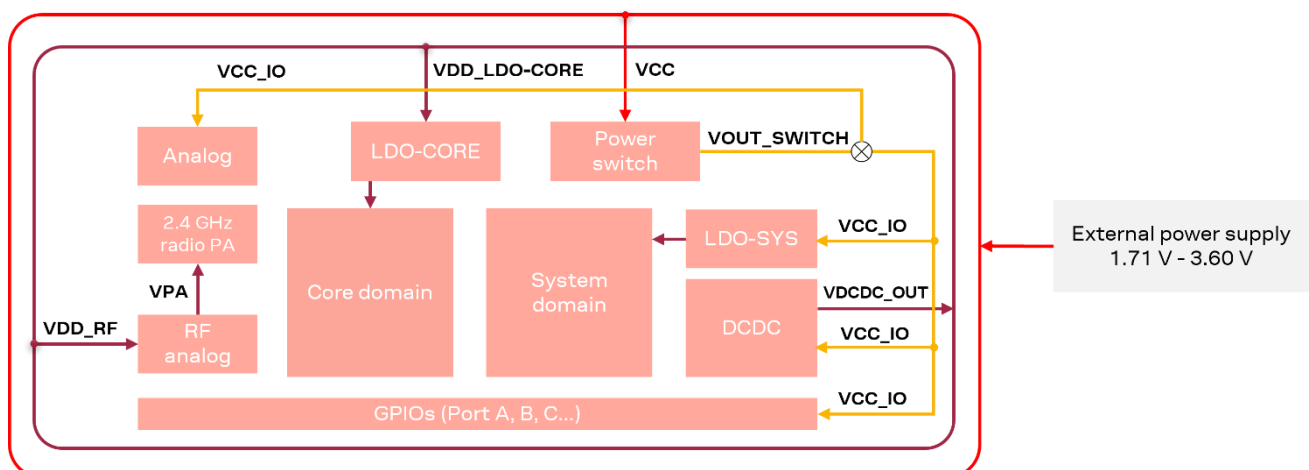 VCC_IO
VDD_LDO-CORE
VCC
Analog
LDO-CORE
Power
switch
VOUT_SWITCH
2.4 GHz
radio PA
VPA
VDD_RF
RF
analog
Core domain
System
domain
LDO-SYS
VCC_IO
VDCDC_OUT
DCDC
VCC_IO
GPIOs (Port A, B, C...)
VCC_IO
External power supply
1.71 V - 3.60 V